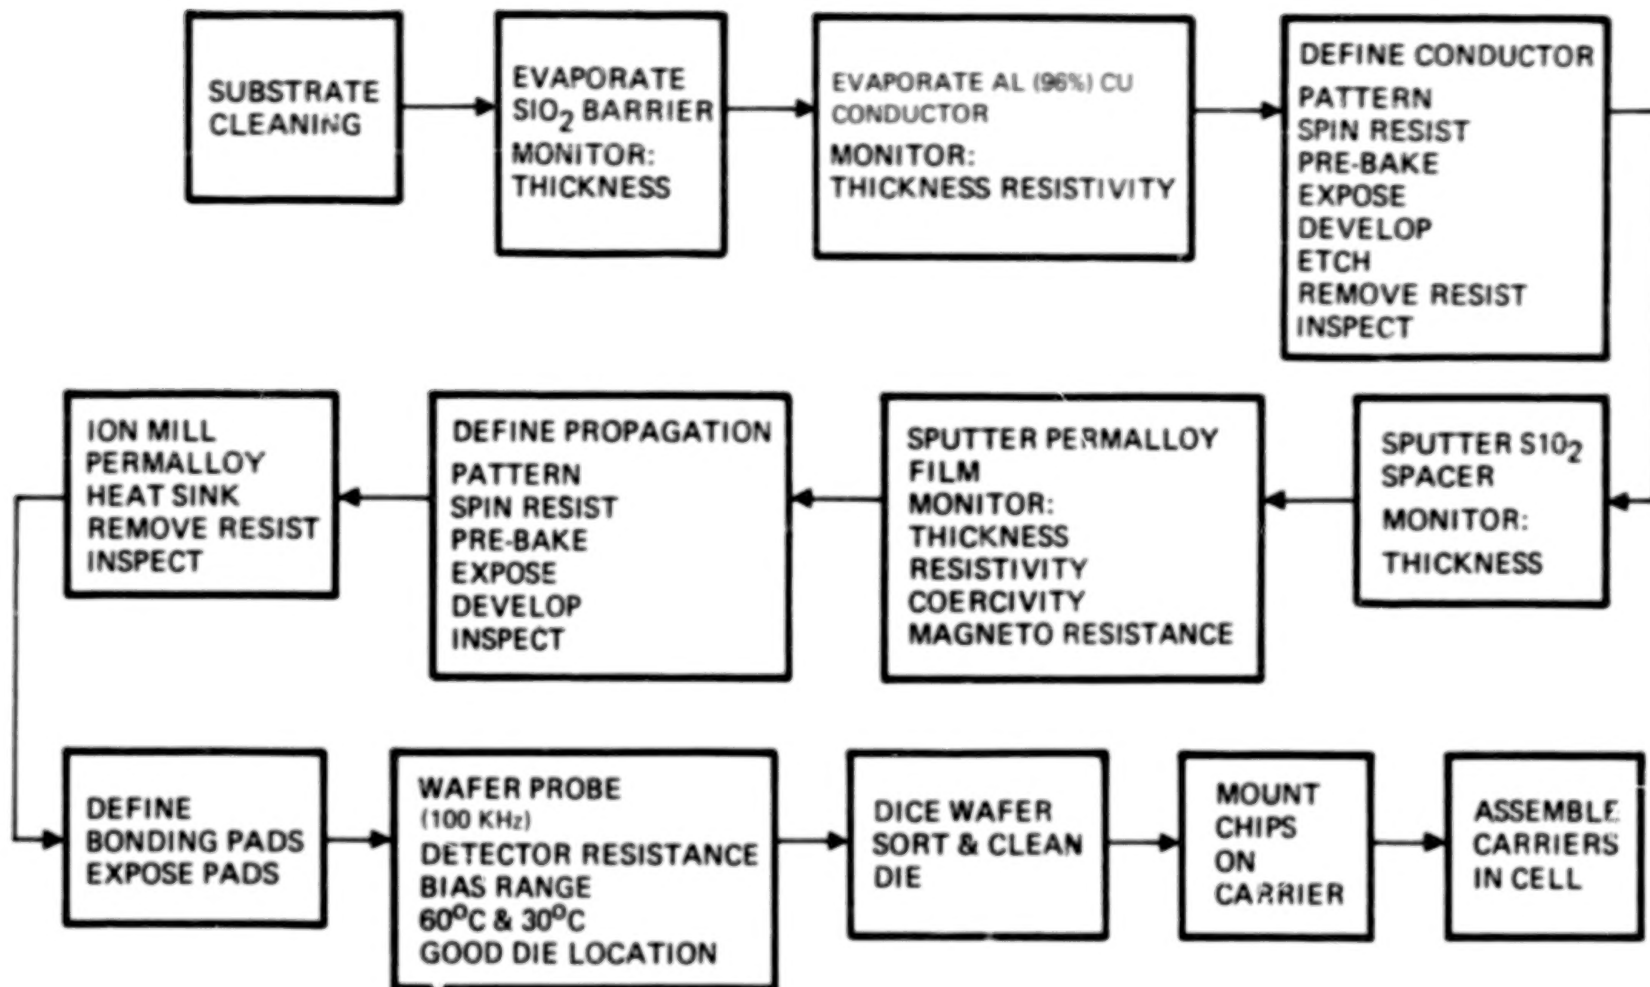 SUBSTRATE
CLEANING
EVAPORATE
SIO2 BARRIER
MONITOR:
THICKNESS
EVAPORATE AL (96%) CU
CONDUCTOR
MONITOR:
THICKNESS RESISTIVITY
DEFINE CONDUCTOR
PATTERN
SPIN RESIST
PRE-BAKE
EXPOSE
DEVELOP
ETCH
REMOVE RESIST
INSPECT
SPUTTER S1O2
SPACER
MONITOR:
THICKNESS
SPUTTER PERMALLOY
FILM
MONITOR:
THICKNESS
RESISTIVITY
COERCIVITY
MAGNETO RESISTANCE
DEFINE PROPAGATION
PATTERN
SPIN RESIST
PRE-BAKE
EXPOSE
DEVELOP
INSPECT
ION MILL
PERMALLOY
HEAT SINK
REMOVE RESIST
INSPECT
DEFINE
BONDING PADS
EXPOSE PADS
WAFER PROBE
(100 KHz)
DETECTOR RESISTANCE
BIAS RANGE
60°C & 30°C
GOOD DIE LOCATION
DICE WAFER
SORT & CLEAN
DIE
MOUNT
CHIPS
ON
CARRIER
ASSEMBLE
CARRIERS
IN CELL